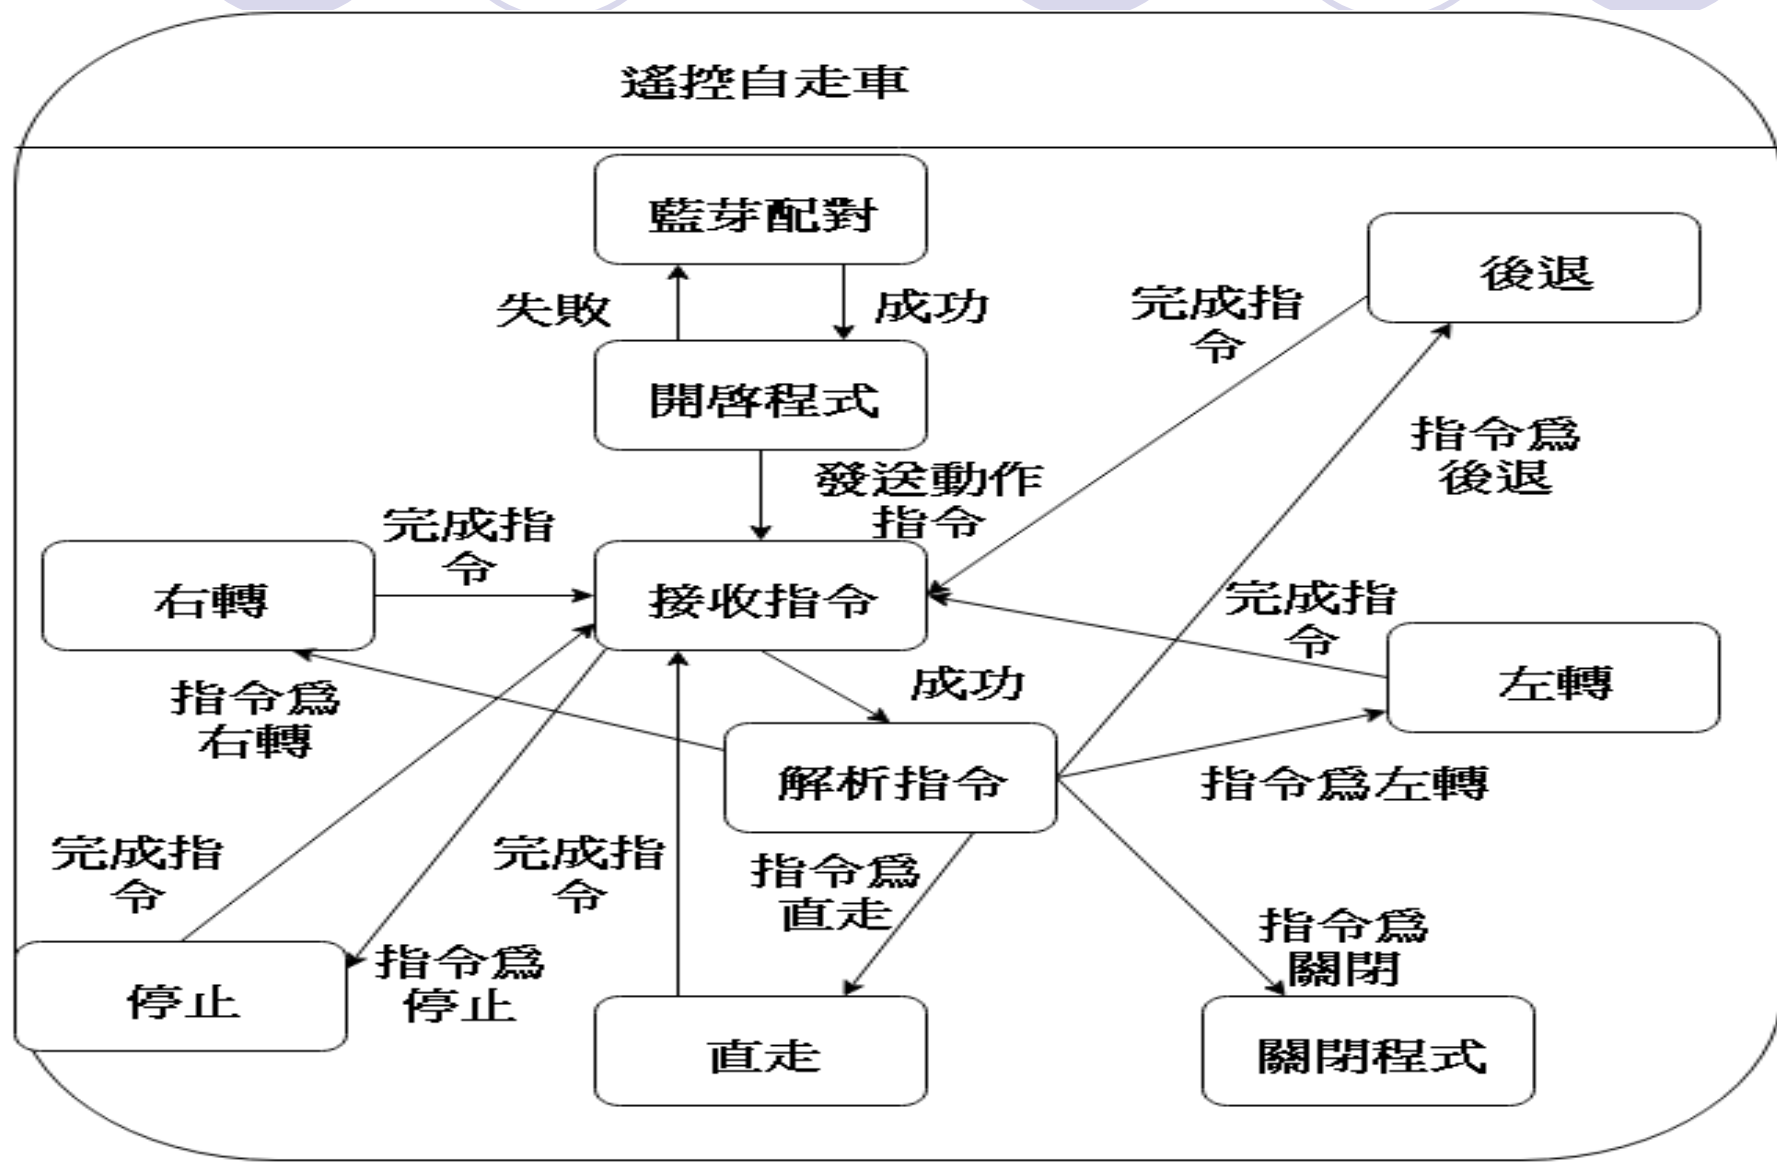 遙控自走車
藍芽配對
失敗
成功
開啓程式
發送動作
指令
完成指
令
後退
指令爲
後退
完成指
令
右轉
接收指令
完成指
令
左轉
指令爲
右轉
成功
解析指令
指令爲左轉
完成指
令
指令爲
停止
完成指
令
指令爲
直走
指令爲
關閉
停止
直走
關閉程式